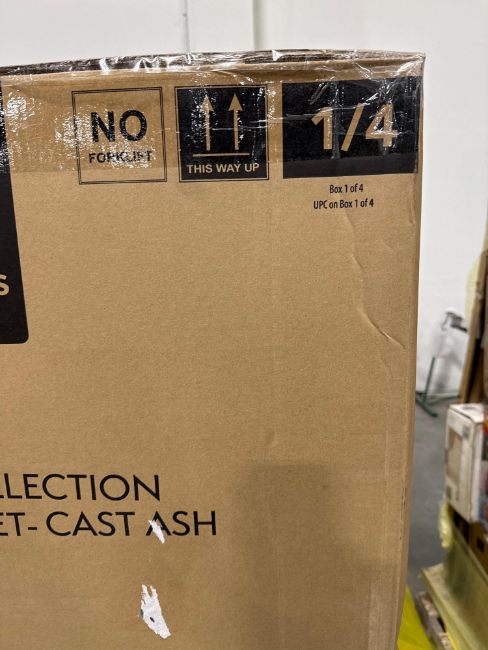 NO
FORKLIFT
THIS WAY UP
1/4
Box 1 of 4
UPC on Box 1 of 4
S
LLECTION
ET- CAST ASH